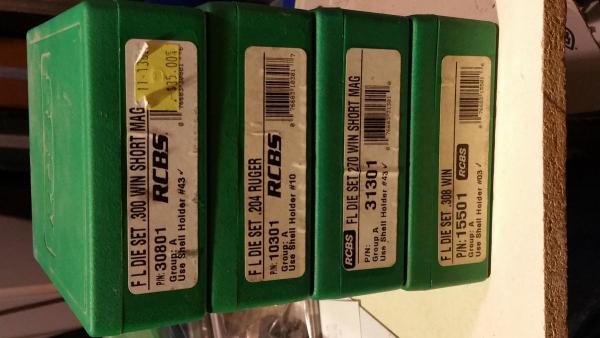 F L DIE SET .300 WIN SHORT MAG
P/N: 30601
Group: A
Use Shell Holder #43 ✓
RCBS
F L DIE SET .204 RUGER
P/N: 10301
Group: A
Use Shell Holder #10
RCBS
RCBS FL DIE SET 270 WIN SHORT MAG
P/N:
31301
Group: A
Use Shell Holder #43 ✓
F L DIE SET .308 WIN
RCBS
P/N: 15501
Group: A
Use Shell Holder #03 ✓